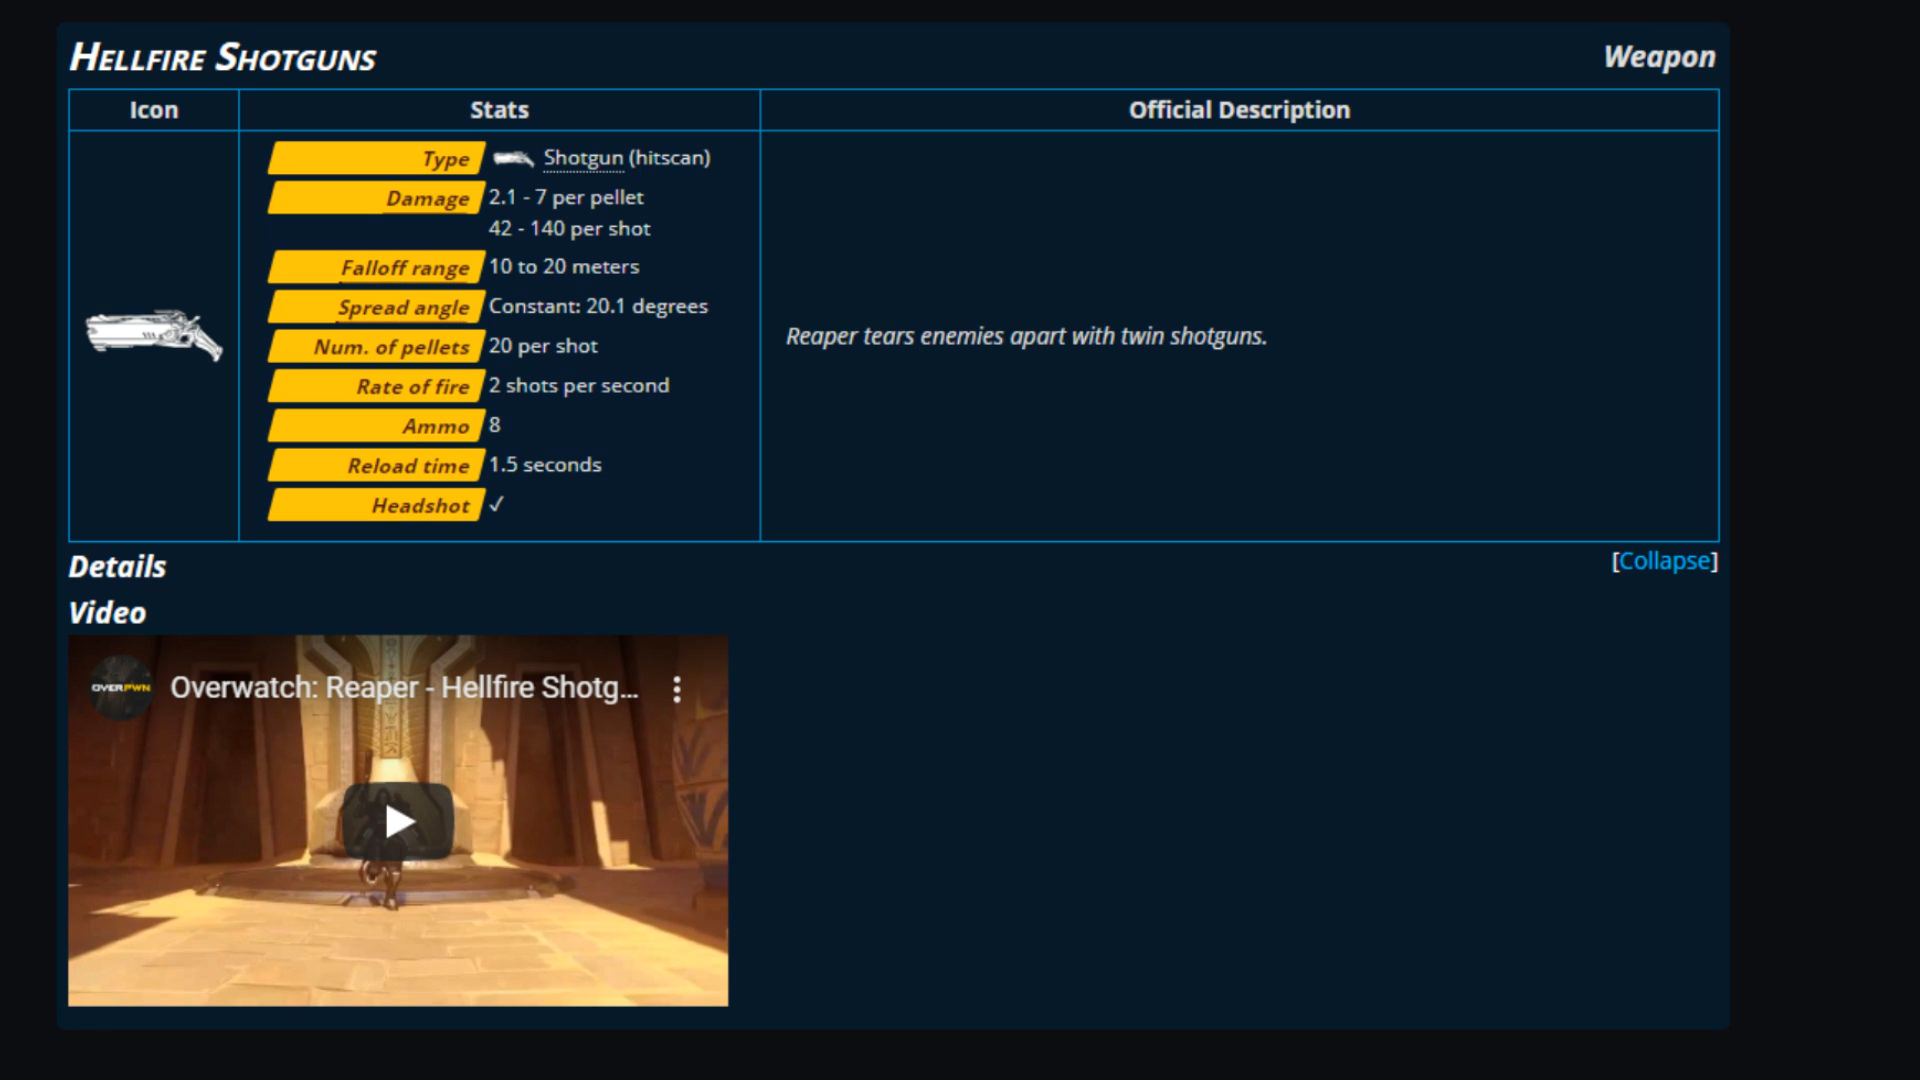 Hellfire Shotguns
Weapon
Icon
Stats
Official Description
Type
Shotgun (hitscan)
Damage
2.1 - 7 per pellet
42 - 140 per shot
Falloff range
10 to 20 meters
Spread angle
Constant: 20.1 degrees
Num. of pellets
20 per shot
Rate of fire
2 shots per second
Ammo
8
Reload time
1.5 seconds
Headshot
✓
Reaper tears enemies apart with twin shotguns.
Details
[Collapse]
Video
OVERPWN
Overwatch: Reaper - Hellfire Shotg...